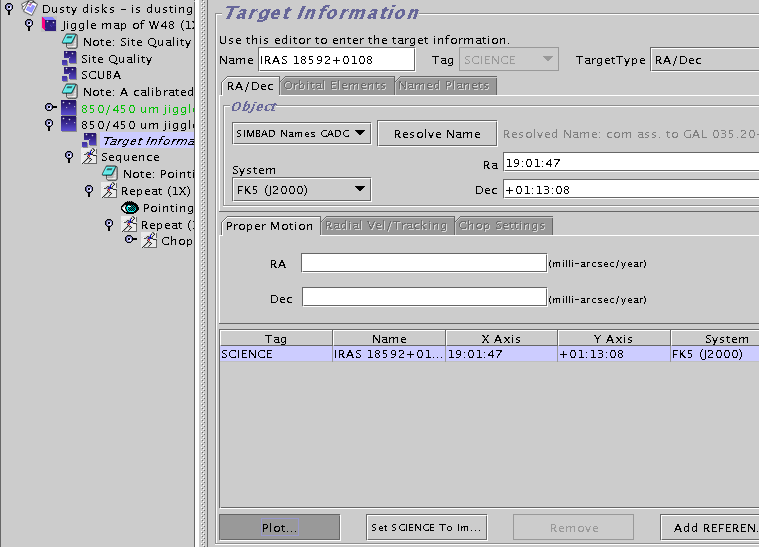 Dusty disks - is dusting
Jiggle map of W48 (1X
Note: Site Quality
Site Quality
SCUBA
Note: A calibrated
850/450 um jiggle
850/450 um jiggle
Target Informa
Sequence
Note: Pointi
Repeat (1X)
Pointing
Repeat (1
Chop
Target Information
Use this editor to enter the target information.
Name IRAS 18592+0108 Tag SCIENCE TargetType RA/Dec
RA/Dec Orbital Elements Named Planets
Object
SIMBAD Names CADC Resolve Name Resolved Name: com ass. to GAL 035.20-
Ra 19:01:47
System
FK5 (J2000) Dec +01:13:08
Proper Motion Radial Vel/Tracking Chop Settings
RA (milli-arcsec/year)
Dec (milli-arcsec/year)
Tag Name X Axis Y Axis System
SCIENCE IRAS 18592+01... 19:01:47 +01:13:08 FK5 (J2000)
Plot... Set SCIENCE To Im... Remove Add REFEREN.